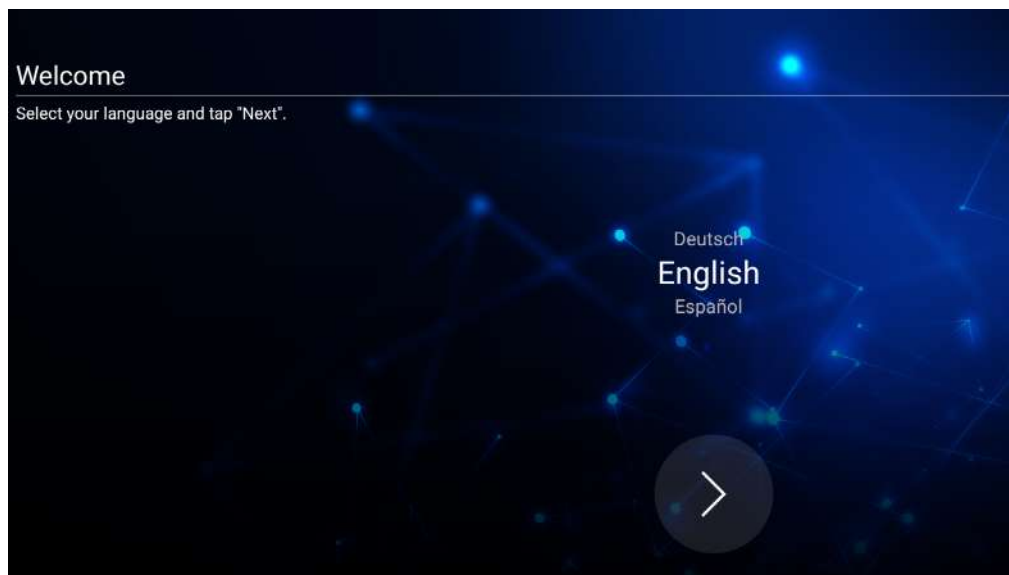 Welcome
Select your language and tap "Next".
Deutsch
English
Español